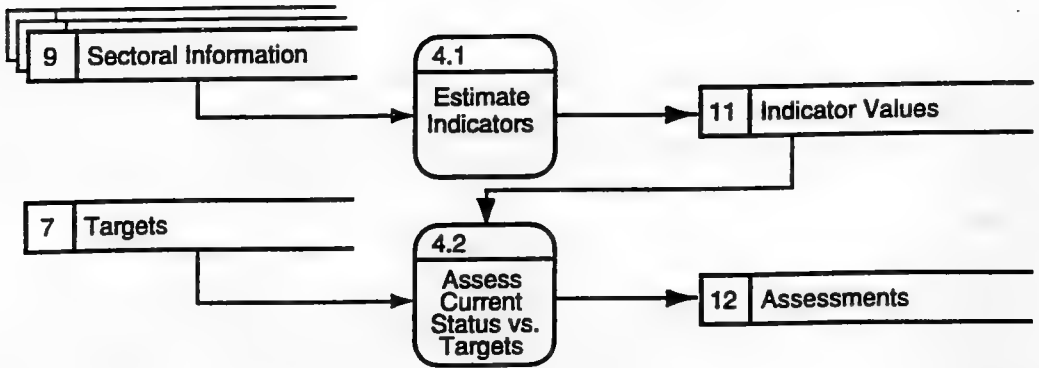 9 Sectoral Information
4.1
Estimate
Indicators
11 Indicator Values
7 Targets
4.2
Assess
Current
Status vs.
Targets
12 Assessments